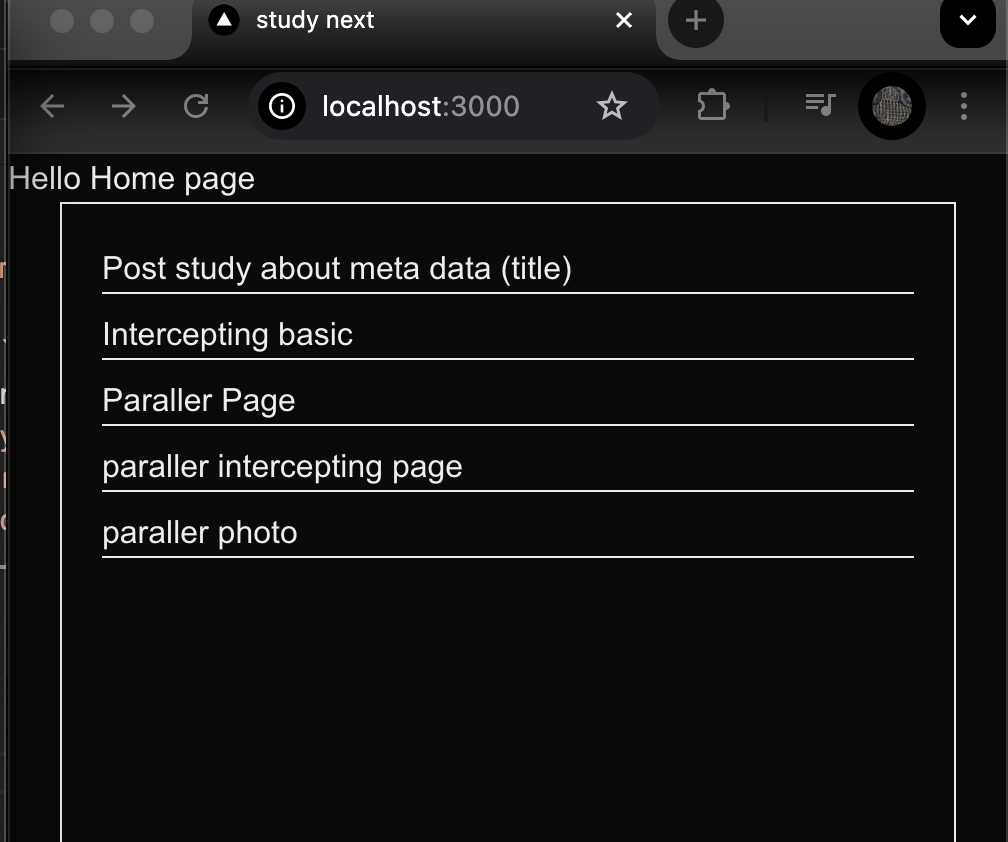 study next
localhost:3000
Hello Home page
Post study about meta data (title)
Intercepting basic
Paraller Page
paraller intercepting page
paraller photo